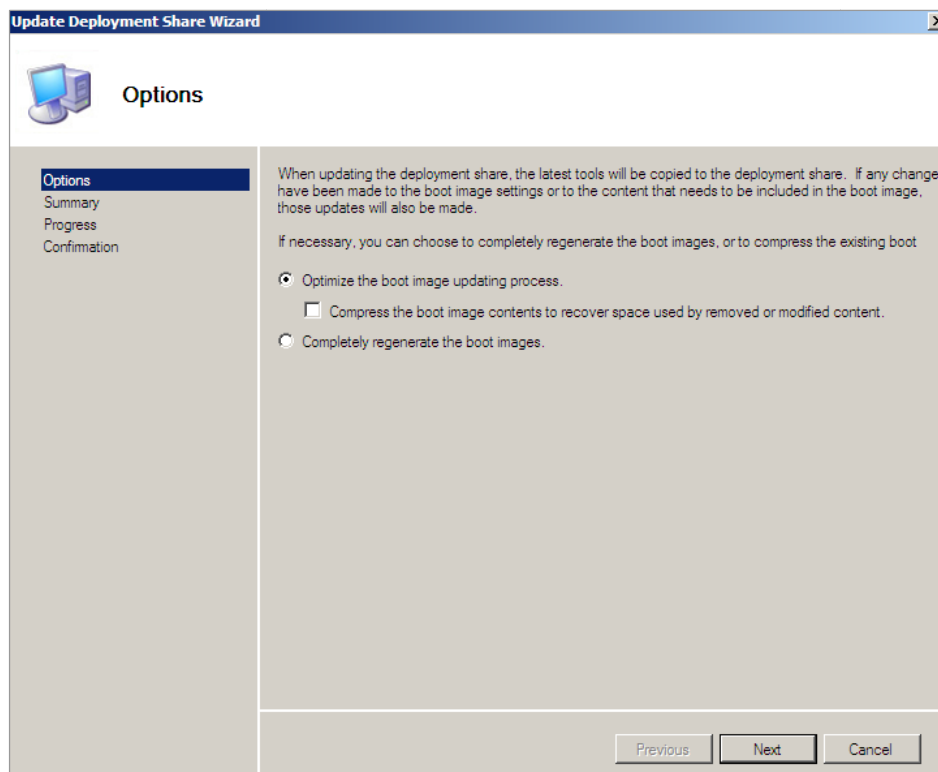 Update Deployment Share Wizard
Options
Options
Summary
Progress
Confirmation
When updating the deployment share, the latest tools will be copied to the deployment share. If any change
have been made to the boot image settings or to the content that needs to be included in the boot image,
those updates will also be made.
If necessary, you can choose to completely regenerate the boot images, or to compress the existing boot
Optimize the boot image updating process.
Compress the boot image contents to recover space used by removed or modified content.
Completely regenerate the boot images.
Previous
Next
Cancel